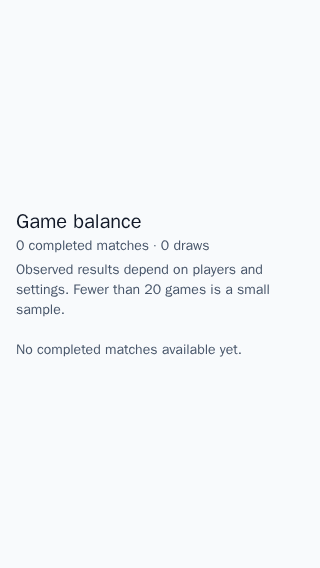 Game balance
0 completed matches · 0 draws
Observed results depend on players and
settings. Fewer than 20 games is a small
sample.
No completed matches available yet.